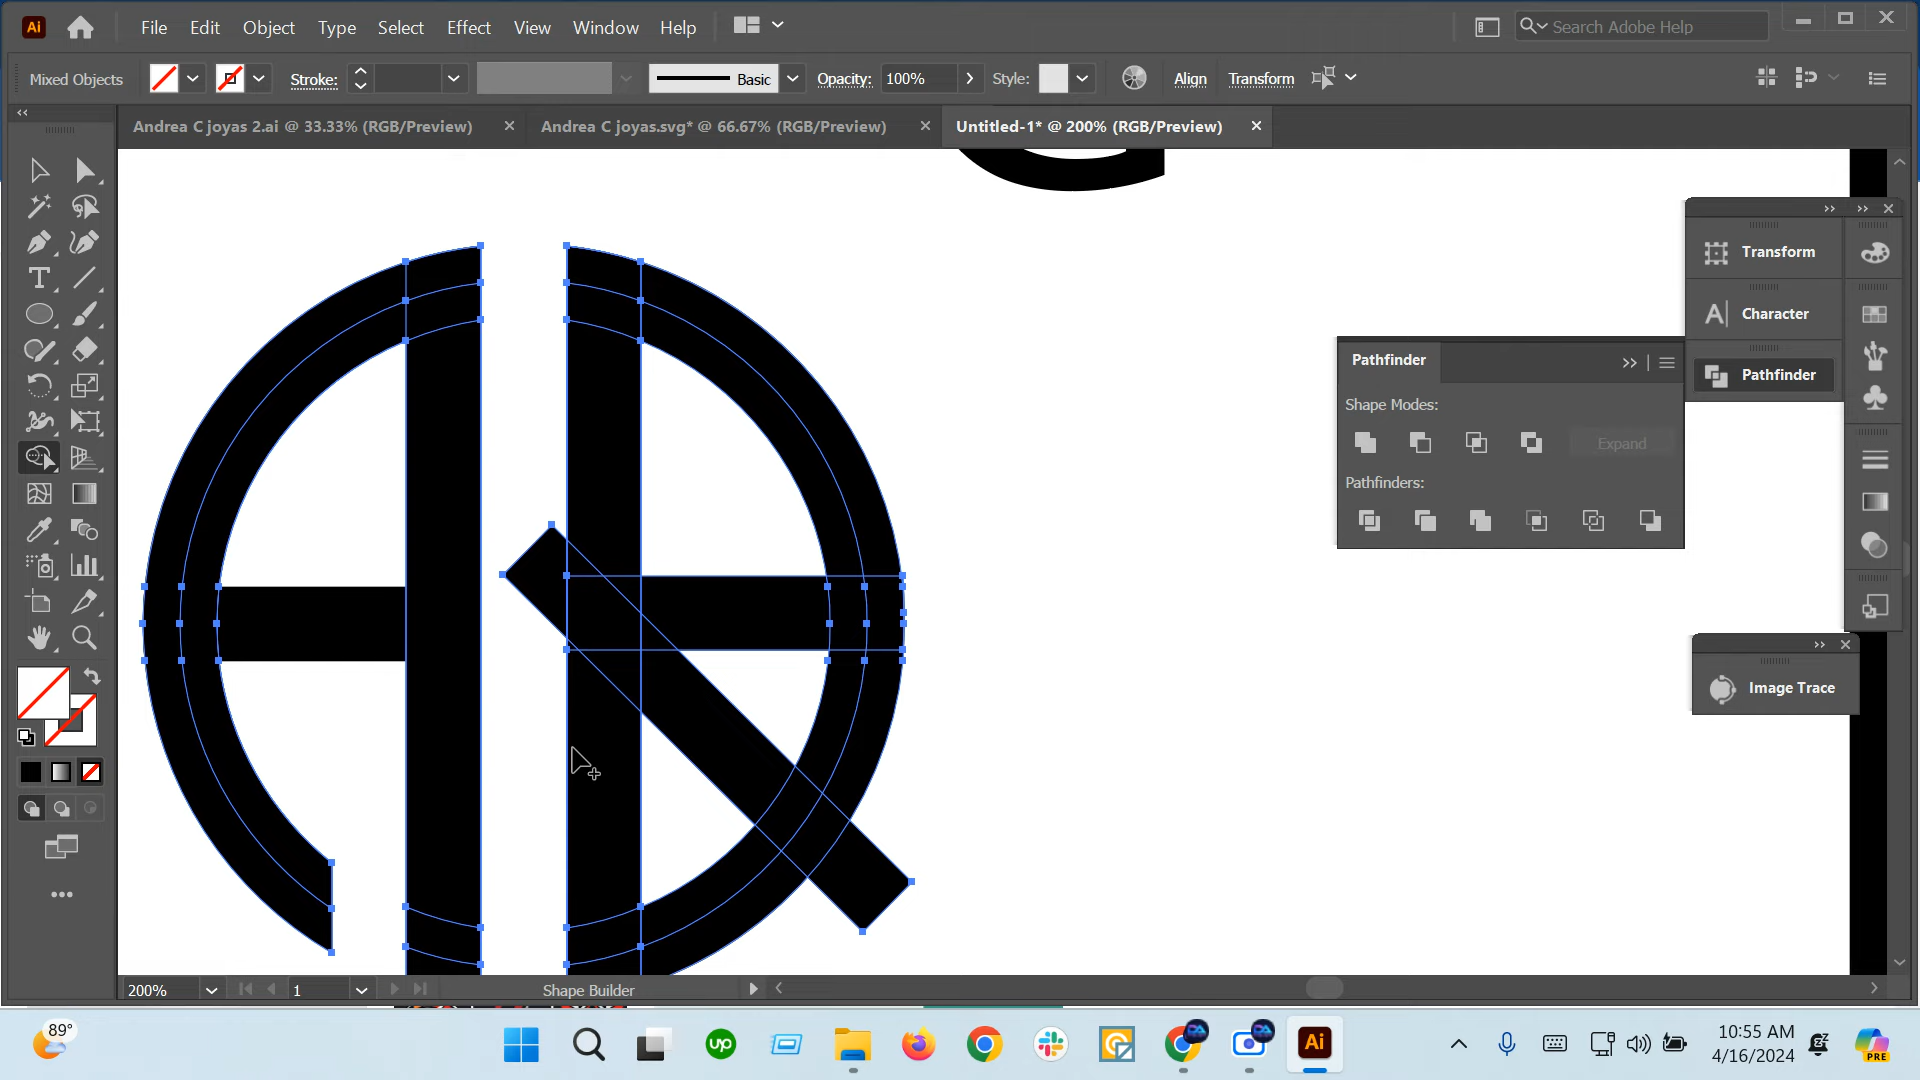 Ai File Edit Object Type Select Effect View Window Help Search Adobe Help
Mixed Objects Stroke: Basic Opacity: 100% Style: Align Transform
Andrea C joyas 2.ai @ 33.33% (RGB/Preview) Andrea C joyas.svg* @ 66.67% (RGB/Preview) Untitled-1* @ 200% (RGB/Preview)
Transform
Character
Pathfinder
Pathfinder
Shape Modes:
Expand
Pathfinders:
Image Trace
200% 1 Shape Builder
89° up Ai 10:55 AM
4/16/2024
PRE